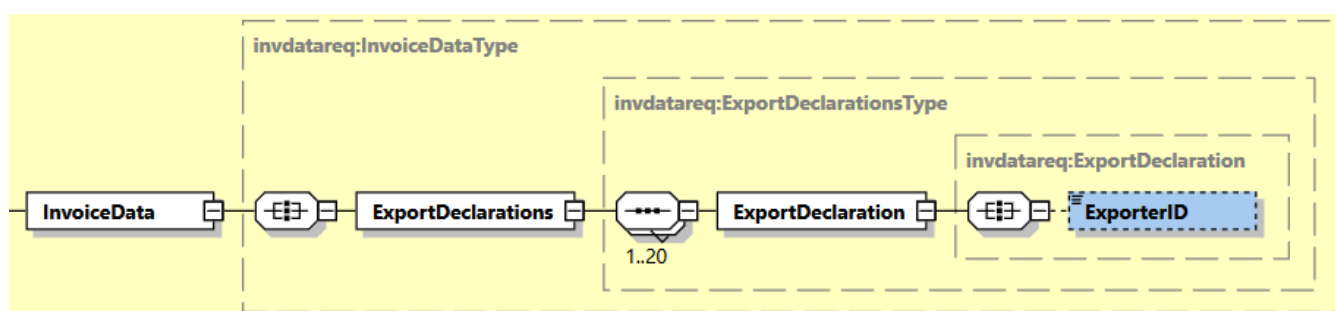 invdatareq:InvoiceDataType
invdatareq:ExportDeclarationsType
invdatareq:ExportDeclaration
InvoiceData
ExportDeclarations
ExportDeclaration
ExporterID
1..20